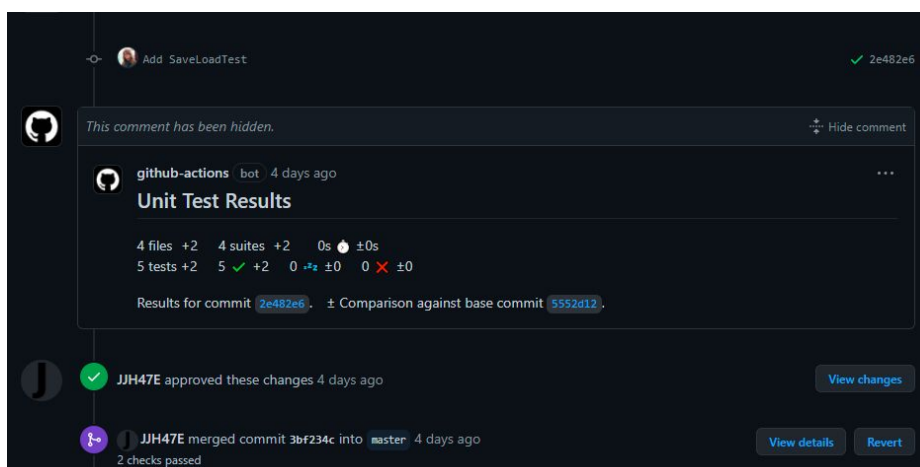 Add SaveLoadTest 2e482e6
This comment has been hidden. Hide comment
github-actions bot 4 days ago
Unit Test Results
4 files +2 4 suites +2 0s ±0s
5 tests +2 5 ✓ +2 0 💤 ±0 0 ❌ ±0
Results for commit 2e482e6. ± Comparison against base commit 5552d12.
JJH47E approved these changes 4 days ago View changes
JJH47E merged commit 3bf234c into master 4 days ago View details Revert
2 checks passed